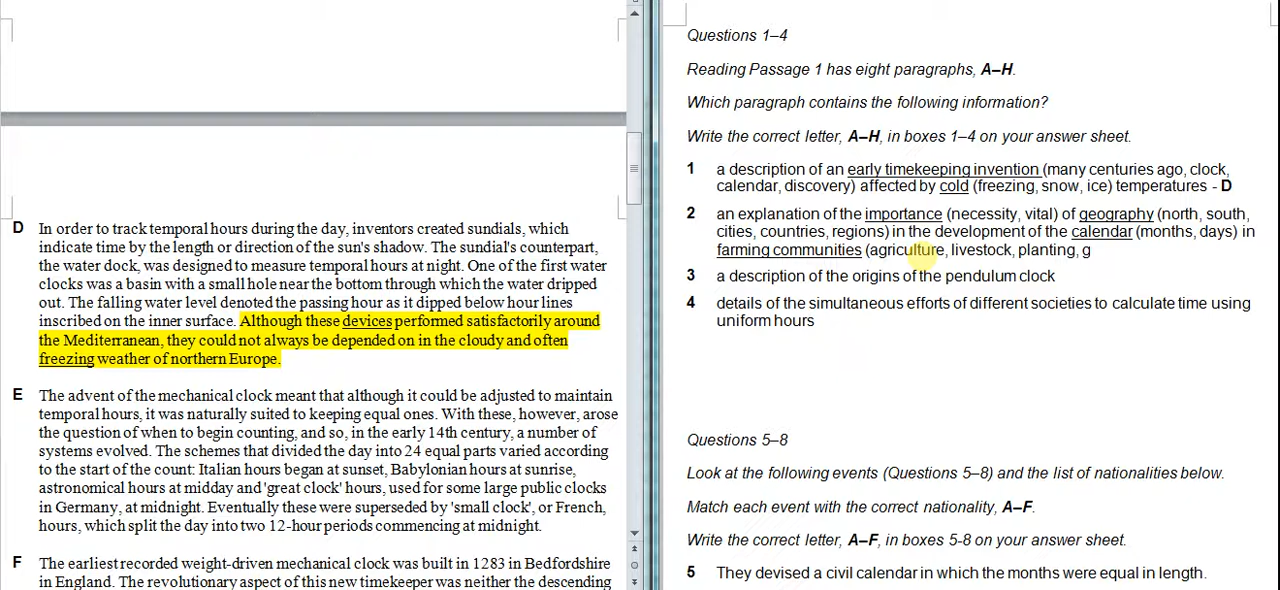 D In order to track temporal hours during the day, inventors created sundials, which
indicate time by the length or direction of the sun's shadow. The sundial's counterpart,
the water dock, was designed to measure temporal hours at night. One of the first water
clocks was a basin with a small hole near the bottom through which the water dripped
out. The falling water level denoted the passing hour as it dipped below hour lines
inscribed on the inner surface. Although these devices performed satisfactorily around
the Mediterranean, they could not always be depended on in the cloudy and often
freezing weather of northern Europe.
E The advent of the mechanical clock meant that although it could be adjusted to maintain
temporal hours, it was naturally suited to keeping equal ones. With these, however, arose
the question of when to begin counting, and so, in the early 14th century, a number of
systems evolved. The schemes that divided the day into 24 equal parts varied according
to the start of the count: Italian hours began at sunset, Babylonian hours at sunrise,
astronomical hours at midday and 'great clock' hours, used for some large public clocks
in Germany, at midnight. Eventually these were superseded by 'small clock', or French,
hours, which split the day into two 12-hour periods commencing at midnight.
F The earliest recorded weight-driven mechanical clock was built in 1283 in Bedfordshire
in England. The revolutionary aspect of this new timekeeper was neither the descending
Questions 1–4
Reading Passage 1 has eight paragraphs, A–H.
Which paragraph contains the following information?
Write the correct letter, A–H, in boxes 1–4 on your answer sheet.
1 a description of an early timekeeping invention (many centuries ago, clock,
calendar, discovery) affected by cold (freezing, snow, ice) temperatures - D
2 an explanation of the importance (necessity, vital) of geography (north, south,
cities, countries, regions) in the development of the calendar (months, days) in
farming communities (agriculture, livestock, planting, g
3 a description of the origins of the pendulum clock
4 details of the simultaneous efforts of different societies to calculate time using
uniform hours
Questions 5–8
Look at the following events (Questions 5–8) and the list of nationalities below.
Match each event with the correct nationality, A–F.
Write the correct letter, A–F, in boxes 5-8 on your answer sheet.
5 They devised a civil calendar in which the months were equal in length.